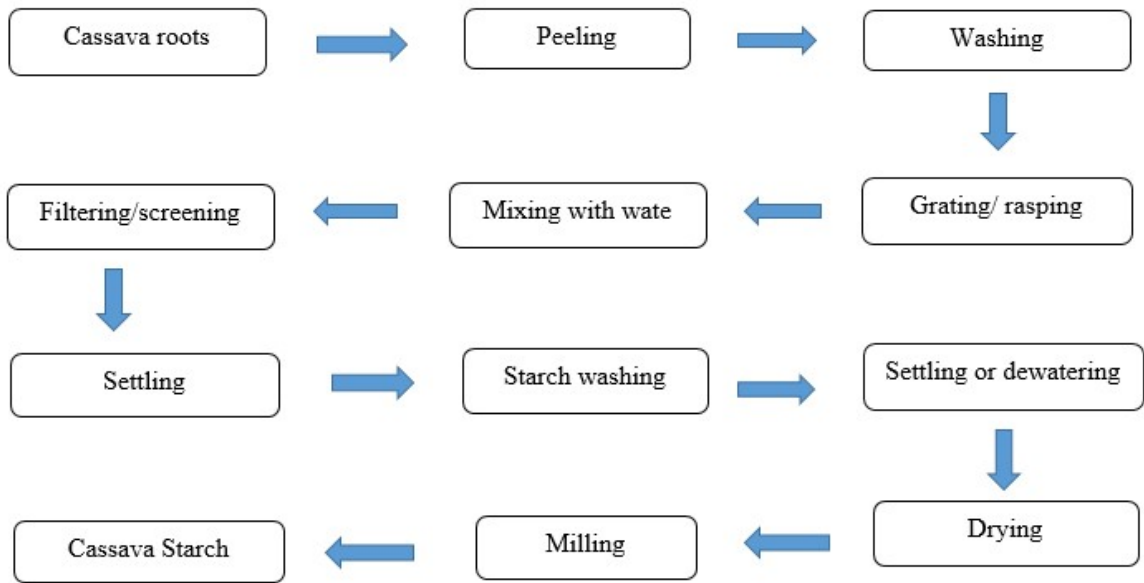 Cassava roots
Peeling
Washing
Grating/ rasping
Mixing with wate
Filtering/screening
Settling
Starch washing
Settling or dewatering
Drying
Milling
Cassava Starch